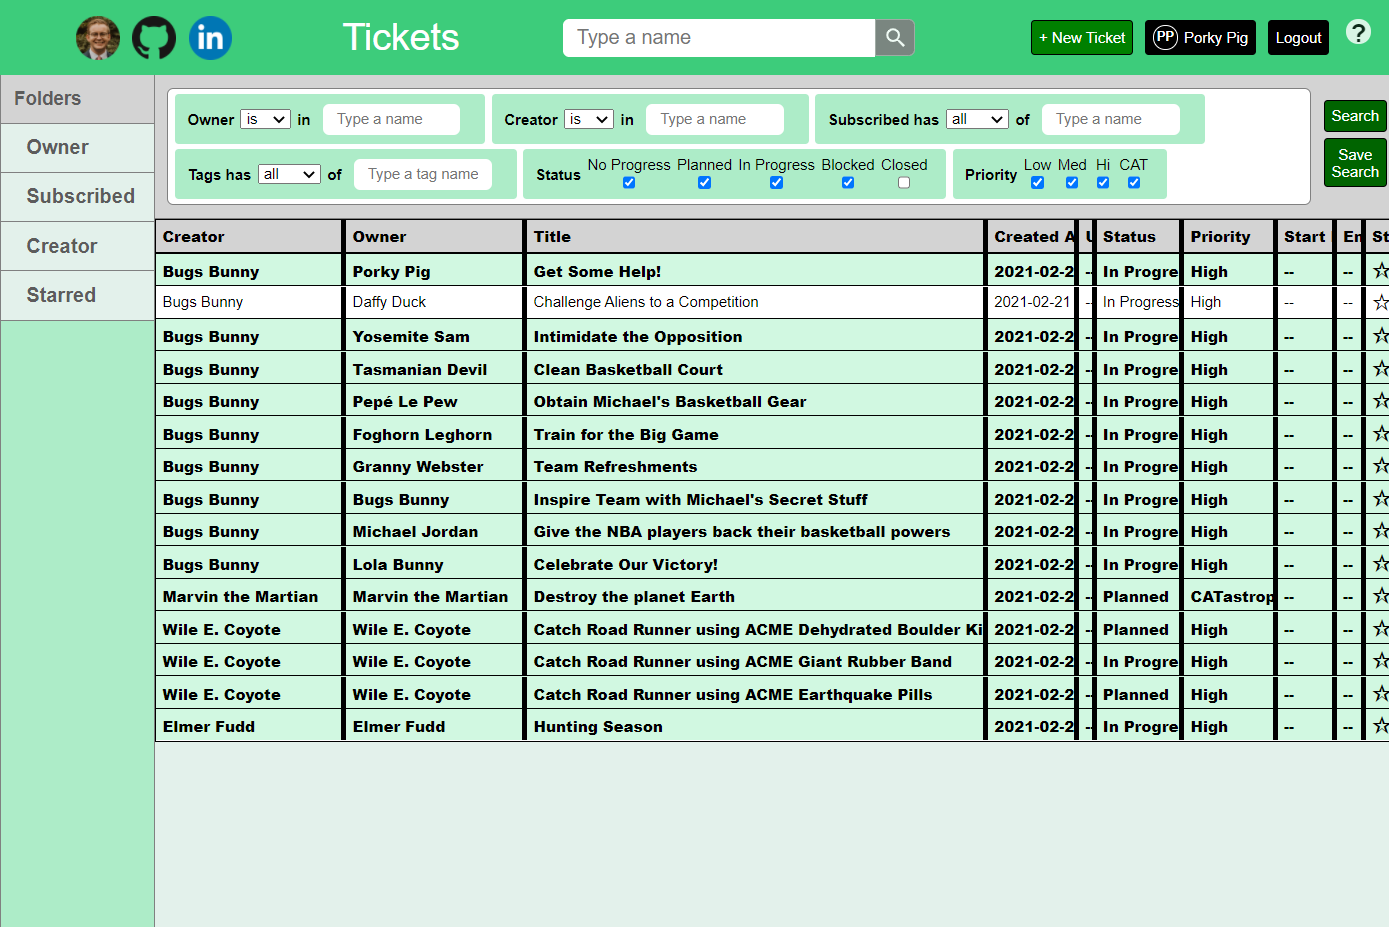 in Tickets Type a name + New Ticket PP Porky Pig Logout ?
Folders
Owner
Subscribed
Creator
Starred
Owner is in Type a name Creator is in Type a name Subscribed has all of Type a name
Search
Tags has all of Type a tag name Status No Progress Planned In Progress Blocked Closed Priority Low Med Hi CAT
Save
Search
Creator Owner Title Created A U Status Priority Start En St
Bugs Bunny Porky Pig Get Some Help! 2021-02-2 -- In Progre High -- --
Bugs Bunny Daffy Duck Challenge Aliens to a Competition 2021-02-21 -- In Progress High -- --
Bugs Bunny Yosemite Sam Intimidate the Opposition 2021-02-2 -- In Progre High -- --
Bugs Bunny Tasmanian Devil Clean Basketball Court 2021-02-2 -- In Progre High -- --
Bugs Bunny Pepé Le Pew Obtain Michael's Basketball Gear 2021-02-2 -- In Progre High -- --
Bugs Bunny Foghorn Leghorn Train for the Big Game 2021-02-2 -- In Progre High -- --
Bugs Bunny Granny Webster Team Refreshments 2021-02-2 -- In Progre High -- --
Bugs Bunny Bugs Bunny Inspire Team with Michael's Secret Stuff 2021-02-2 -- In Progre High -- --
Bugs Bunny Michael Jordan Give the NBA players back their basketball powers 2021-02-2 -- In Progre High -- --
Bugs Bunny Lola Bunny Celebrate Our Victory! 2021-02-2 -- In Progre High -- --
Marvin the Martian Marvin the Martian Destroy the planet Earth 2021-02-2 -- Planned CATastrop -- --
Wile E. Coyote Wile E. Coyote Catch Road Runner using ACME Dehydrated Boulder Ki 2021-02-2 -- Planned High -- --
Wile E. Coyote Wile E. Coyote Catch Road Runner using ACME Giant Rubber Band 2021-02-2 -- In Progre High -- --
Wile E. Coyote Wile E. Coyote Catch Road Runner using ACME Earthquake Pills 2021-02-2 -- Planned High -- --
Elmer Fudd Elmer Fudd Hunting Season 2021-02-2 -- In Progre High -- --